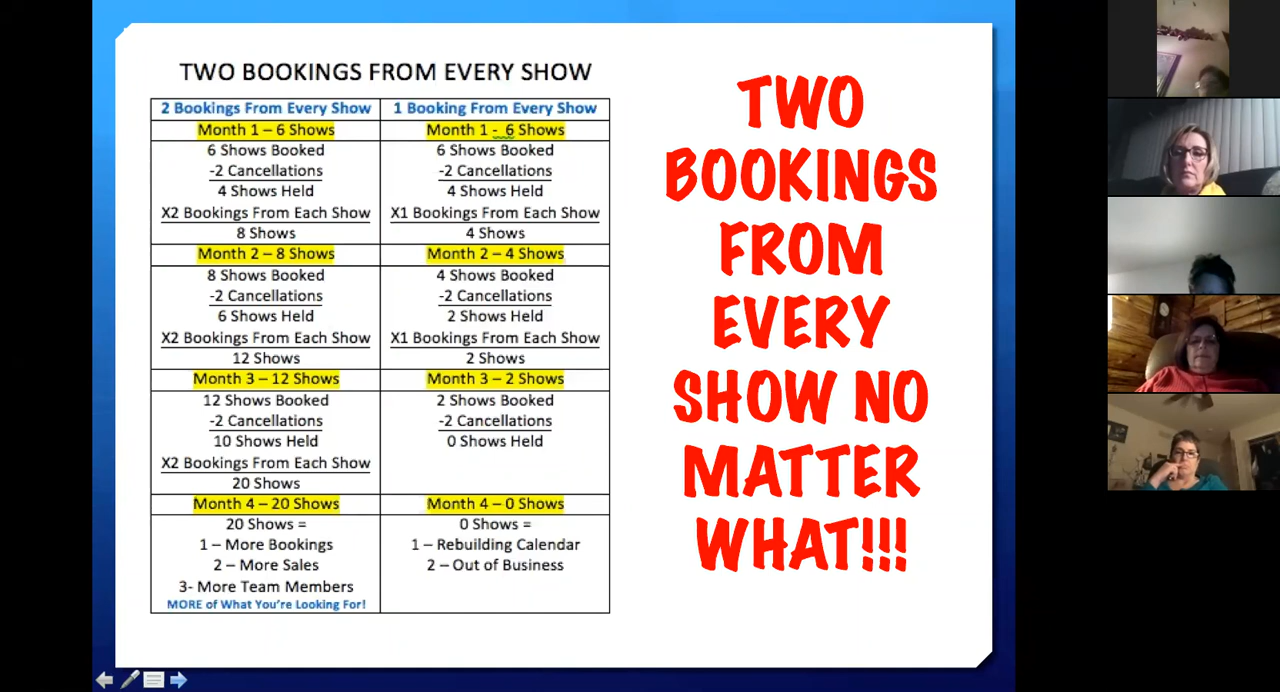 TWO BOOKINGS FROM EVERY SHOW
2 Bookings From Every Show
Month 1 – 6 Shows
6 Shows Booked
-2 Cancellations
4 Shows Held
X2 Bookings From Each Show
8 Shows
Month 2 – 8 Shows
8 Shows Booked
-2 Cancellations
6 Shows Held
X2 Bookings From Each Show
12 Shows
Month 3 – 12 Shows
12 Shows Booked
-2 Cancellations
10 Shows Held
X2 Bookings From Each Show
20 Shows
Month 4 – 20 Shows
20 Shows =
1 – More Bookings
2 – More Sales
3- More Team Members
MORE of What You're Looking For!
1 Booking From Every Show
Month 1 - 6 Shows
6 Shows Booked
-2 Cancellations
4 Shows Held
X1 Bookings From Each Show
4 Shows
Month 2 – 4 Shows
4 Shows Booked
-2 Cancellations
2 Shows Held
X1 Bookings From Each Show
2 Shows
Month 3 – 2 Shows
2 Shows Booked
-2 Cancellations
0 Shows Held
Month 4 – 0 Shows
0 Shows =
1 – Rebuilding Calendar
2 – Out of Business
TWO
BOOKINGS
FROM
EVERY
SHOW NO
MATTER
WHAT!!!